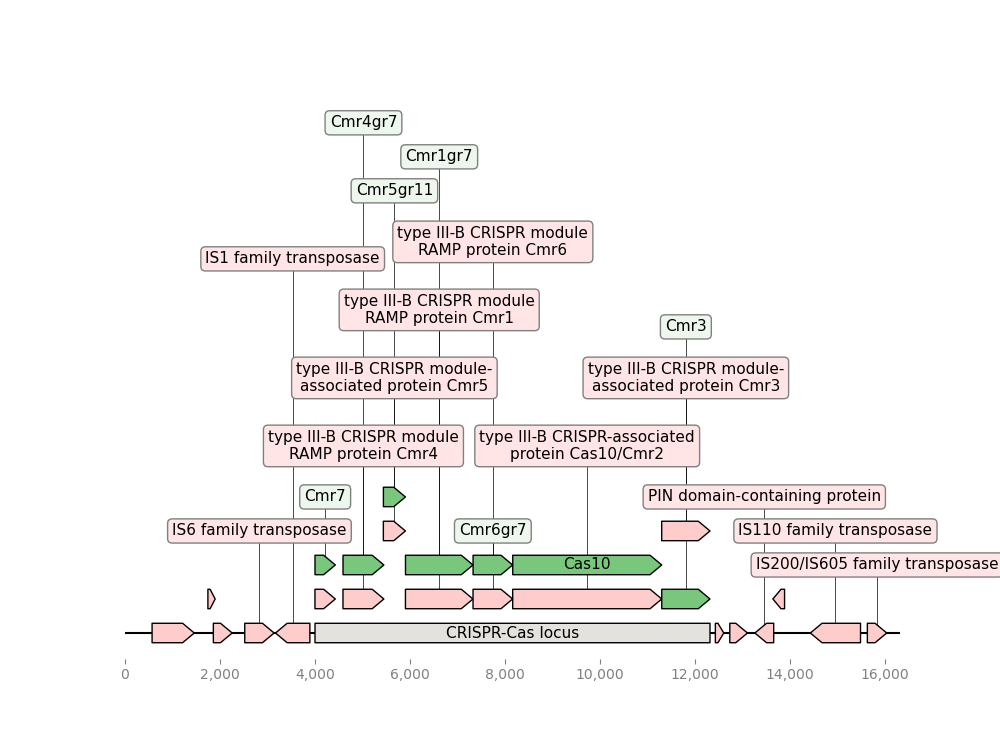 Cmr4gr7
Cmr1gr7
Cmr5gr11
type III-B CRISPR module
RAMP protein Cmr6
IS1 family transposase
type III-B CRISPR module
RAMP protein Cmr1
Cmr3
type III-B CRISPR module-
associated protein Cmr5
type III-B CRISPR module-
associated protein Cmr3
type III-B CRISPR module
RAMP protein Cmr4
type III-B CRISPR-associated
protein Cas10/Cmr2
Cmr7
PIN domain-containing protein
IS6 family transposase
Cmr6gr7
IS110 family transposase
Cas10
IS200/IS605 family transposase
CRISPR-Cas locus
0 2,000 4,000 6,000 8,000 10,000 12,000 14,000 16,000